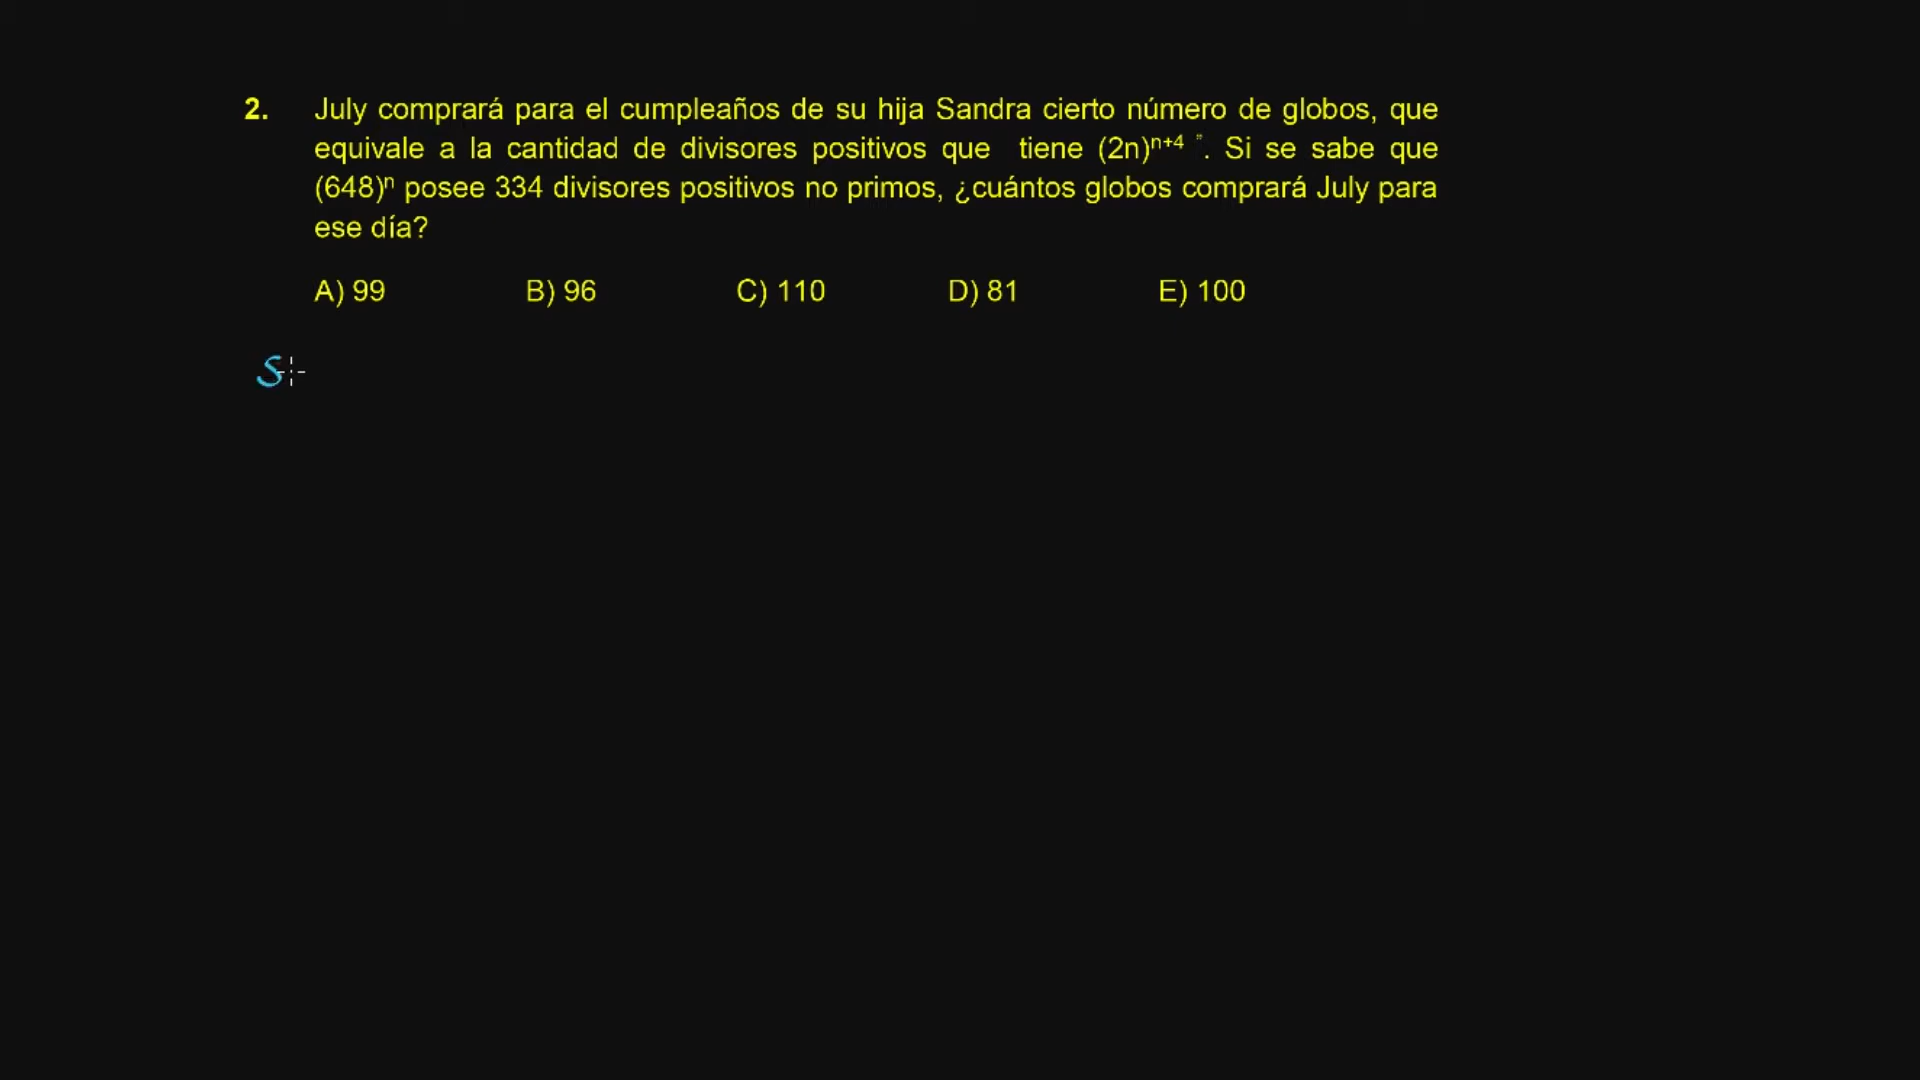 2. July comprará para el cumpleaños de su hija Sandra cierto número de globos, que
equivale a la cantidad de divisores positivos que tiene (2n)ⁿ⁺⁴ ”. Si se sabe que
(648)ⁿ posee 334 divisores positivos no primos, ¿cuántos globos comprará July para
ese día?
A) 99 B) 96 C) 110 D) 81 E) 100
S